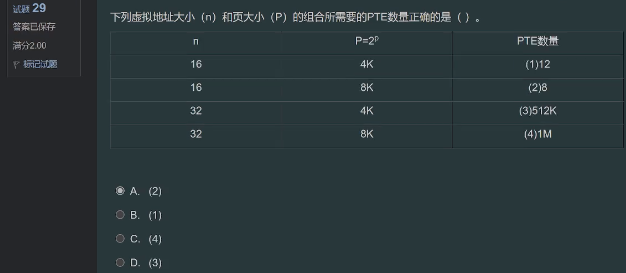 试题 29
答案已保存
满分2.00
标记试题
下列虚拟地址大小（n）和页大小（P）的组合所需要的PTE数量正确的是（ ）。
n P=2ᵖ PTE数量
16 4K (1)12
16 8K (2)8
32 4K (3)512K
32 8K (4)1M
A. (2)
B. (1)
C. (4)
D. (3)